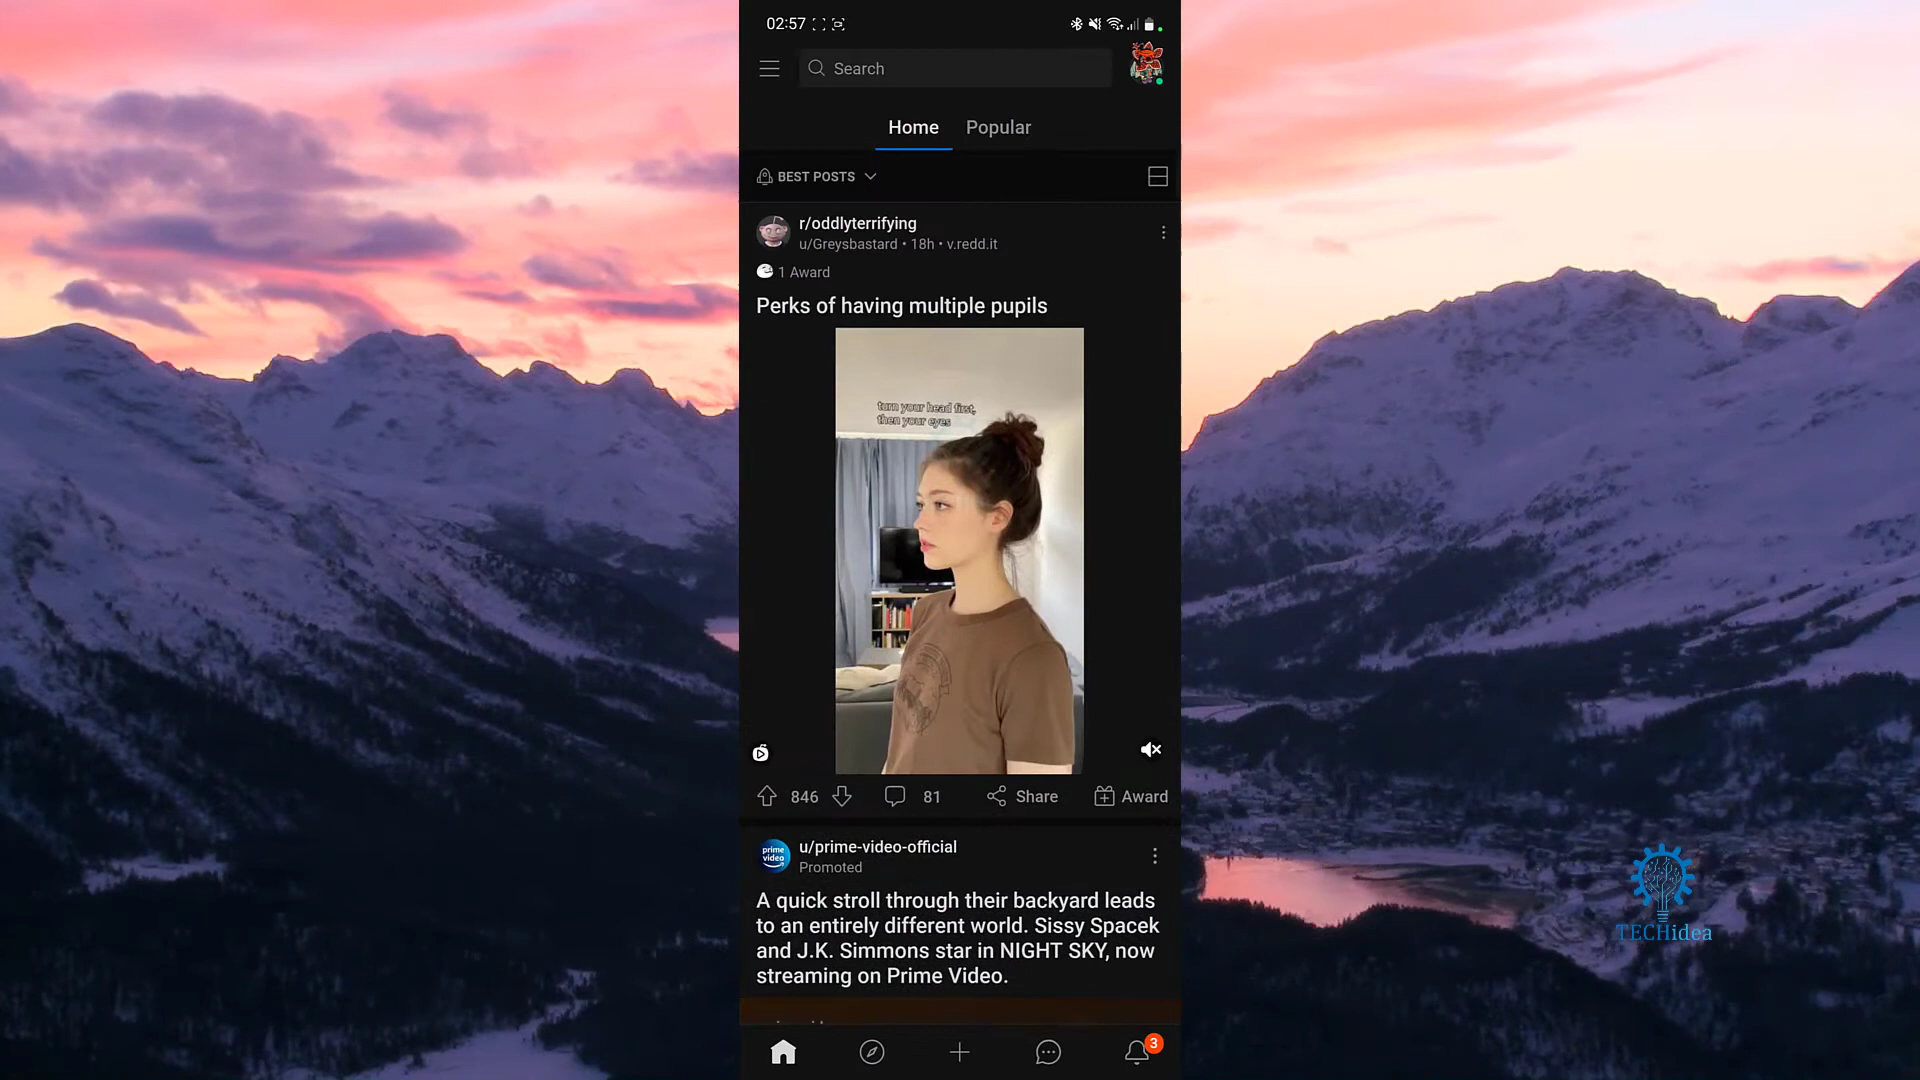 02:57
Search
Home Popular
BEST POSTS
r/oddlyterrifying
u/Greysbastard • 18h • v.redd.it
1 Award
Perks of having multiple pupils
turn your head first,
then your eyes
846 81 Share Award
prime
video
u/prime-video-official
Promoted
A quick stroll through their backyard leads
to an entirely different world. Sissy Spacek
and J.K. Simmons star in NIGHT SKY, now
streaming on Prime Video.
TECHidea
3